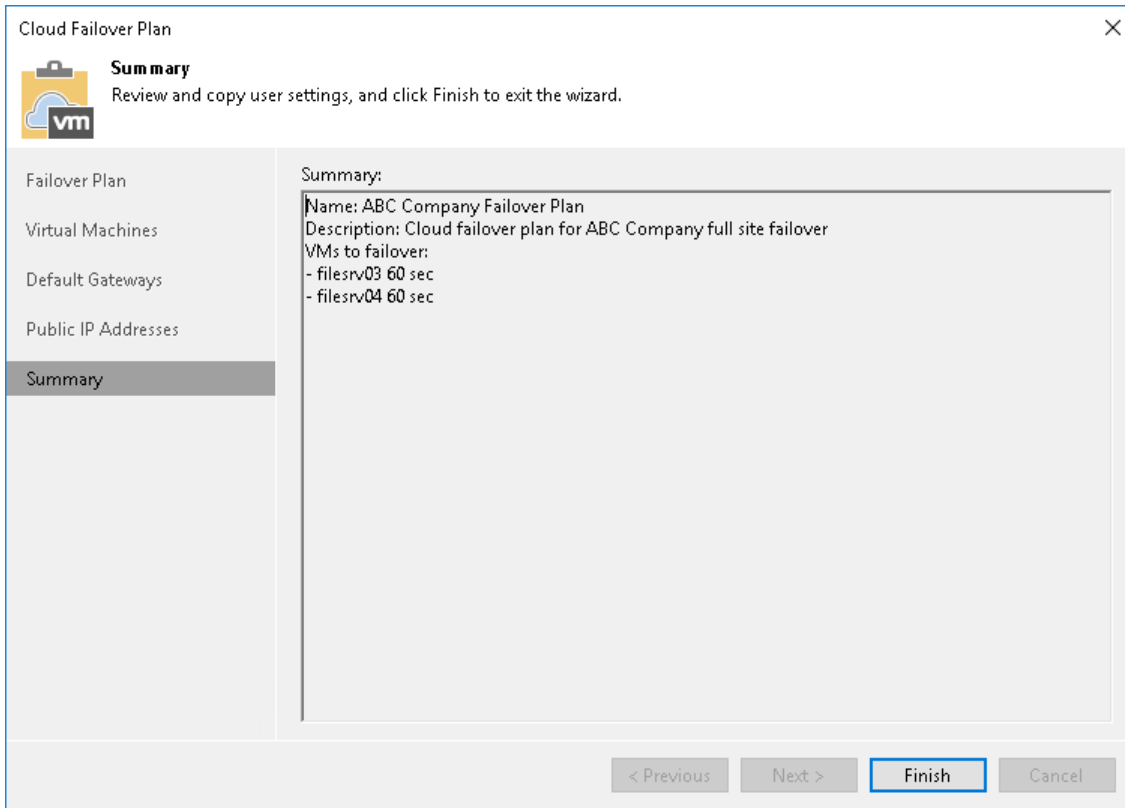 Cloud Failover Plan
Summary
Review and copy user settings, and click Finish to exit the wizard.
vm
Failover Plan
Virtual Machines
Default Gateways
Public IP Addresses
Summary
Summary:
Name: ABC Company Failover Plan
Description: Cloud failover plan for ABC Company full site failover
VMs to failover:
- filesrv03 60 sec
- filesrv04 60 sec
< Previous
Next >
Finish
Cancel